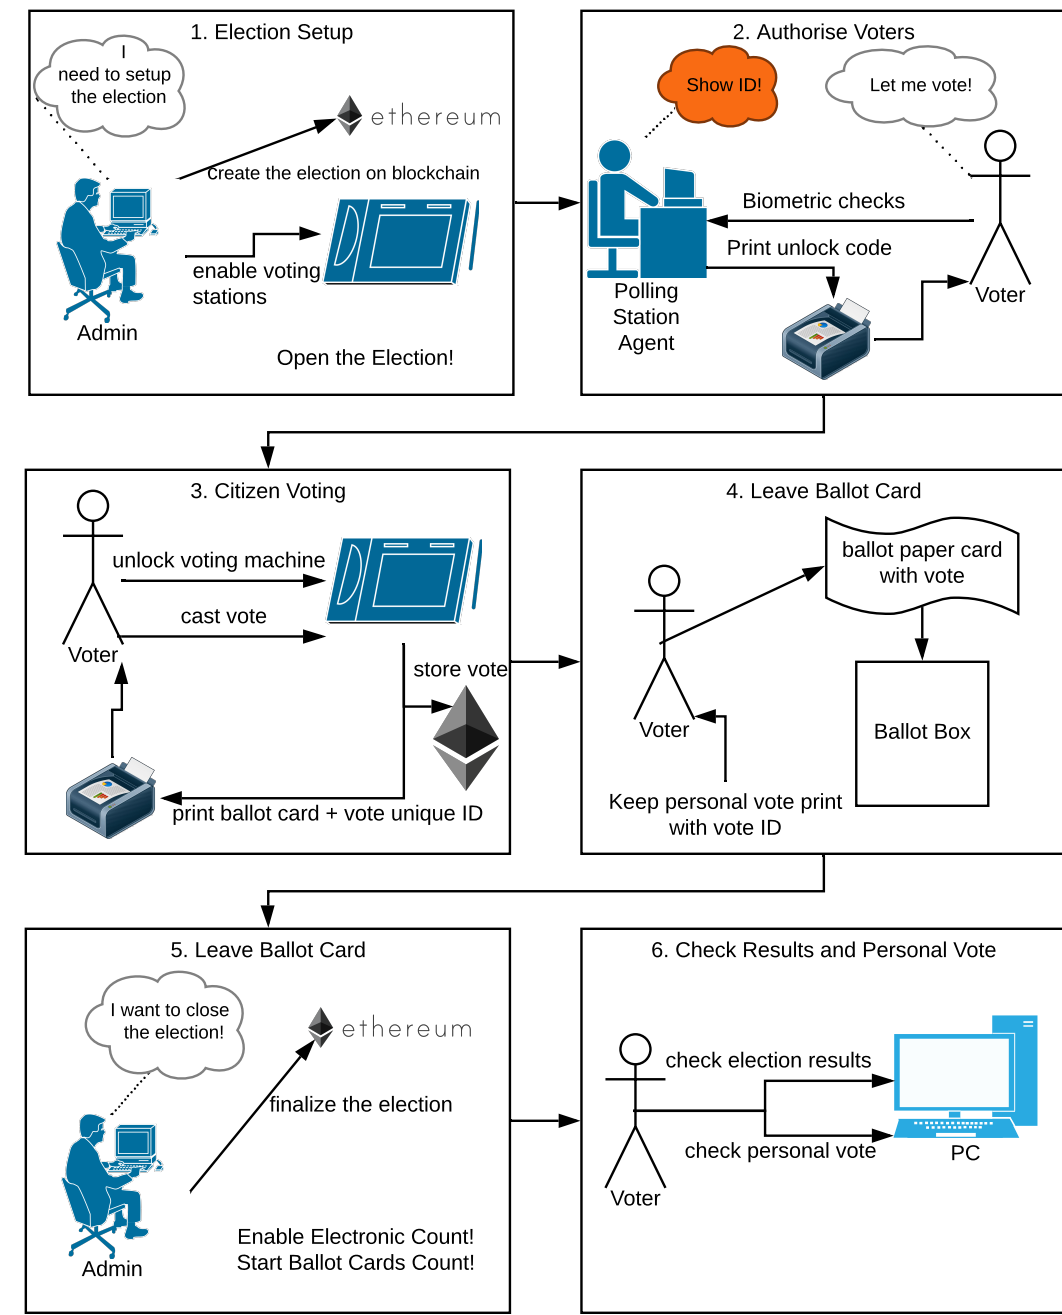 1. Election Setup
I
need to setup
the election
ethereum
create the election on blockchain
enable voting
stations
Admin
Open the Election!
2. Authorise Voters
Show ID!
Let me vote!
Biometric checks
Print unlock code
Polling
Station
Agent
Voter
3. Citizen Voting
unlock voting machine
cast vote
Voter
store vote
print ballot card + vote unique ID
4. Leave Ballot Card
ballot paper card
with vote
Voter
Ballot Box
Keep personal vote print
with vote ID
5. Leave Ballot Card
I want to close
the election!
ethereum
finalize the election
Admin
Enable Electronic Count!
Start Ballot Cards Count!
6. Check Results and Personal Vote
check election results
check personal vote
PC
Voter